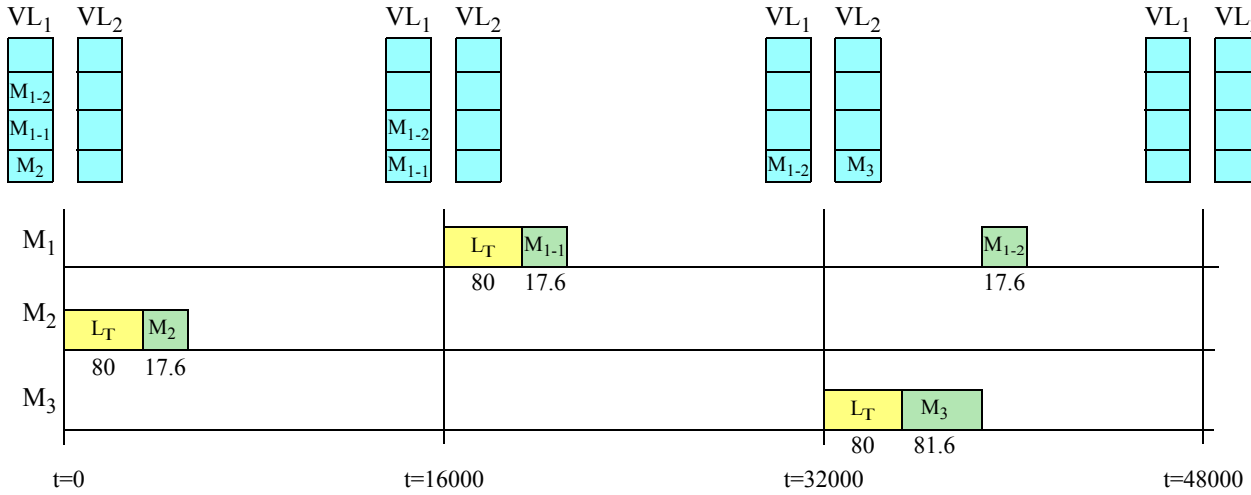 VL1 VL2 VL1 VL2 VL1 VL2 VL1 VL
M1-2
M1-1 M1-2
M2 M1-1 M1-2 M3
M1 LT M1-1 M1-2
80 17.6 17.6
M2 LT M2
80 17.6
M3 LT M3
80 81.6
t=0 t=16000 t=32000 t=48000